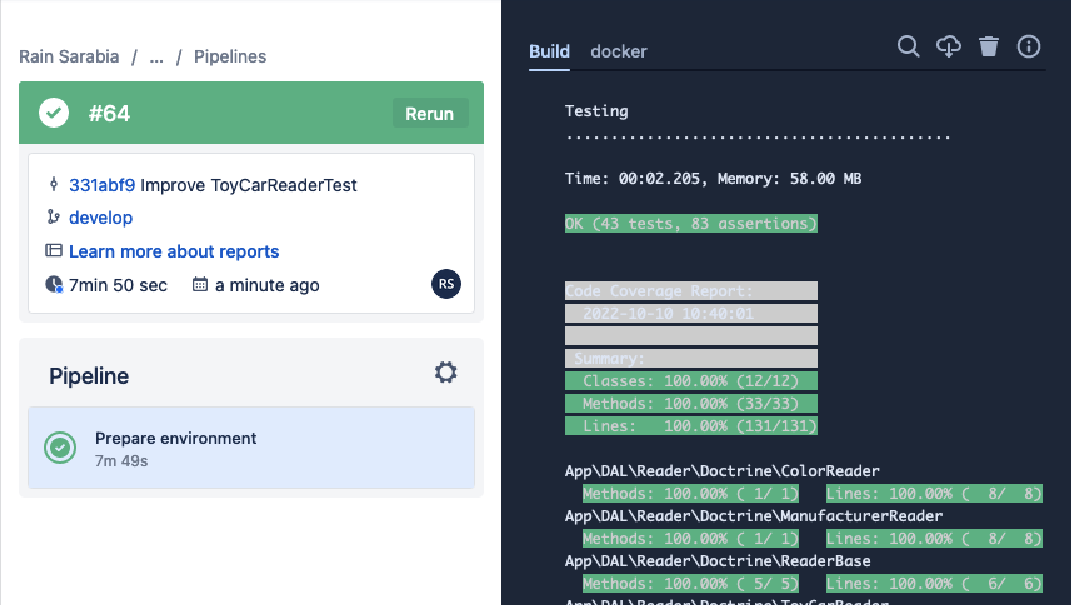 Rain Sarabia / ... / Pipelines
#64
Rerun
331abf9 Improve ToyCarReaderTest
develop
Learn more about reports
7min 50 sec a minute ago
RS
Pipeline
Prepare environment
7m 49s
Build docker
Testing
...........................................
Time: 00:02.205, Memory: 58.00 MB
OK (43 tests, 83 assertions)
Code Coverage Report:
2022-10-10 10:40:01
Summary:
Classes: 100.00% (12/12)
Methods: 100.00% (33/33)
Lines: 100.00% (131/131)
App\DAL\Reader\Doctrine\ColorReader
Methods: 100.00% ( 1/ 1) Lines: 100.00% ( 8/ 8)
App\DAL\Reader\Doctrine\ManufacturerReader
Methods: 100.00% ( 1/ 1) Lines: 100.00% ( 8/ 8)
App\DAL\Reader\Doctrine\ReaderBase
Methods: 100.00% ( 5/ 5) Lines: 100.00% ( 6/ 6)
App\DAL\Reader\Doctrine\ToyCarReader